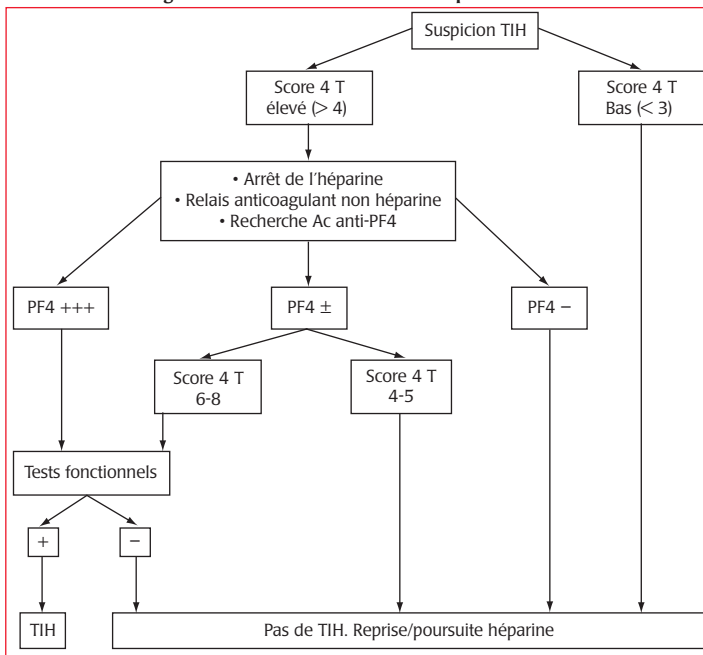 Suspicion TIH
Score 4 T
élevé (> 4)
Score 4 T
Bas (< 3)
• Arrêt de l'héparine
• Relais anticoagulant non héparine
• Recherche Ac anti-PF4
PF4 +++
PF4 ±
PF4 −
Score 4 T
6-8
Score 4 T
4-5
Tests fonctionnels
+
−
TIH
Pas de TIH. Reprise/poursuite héparine